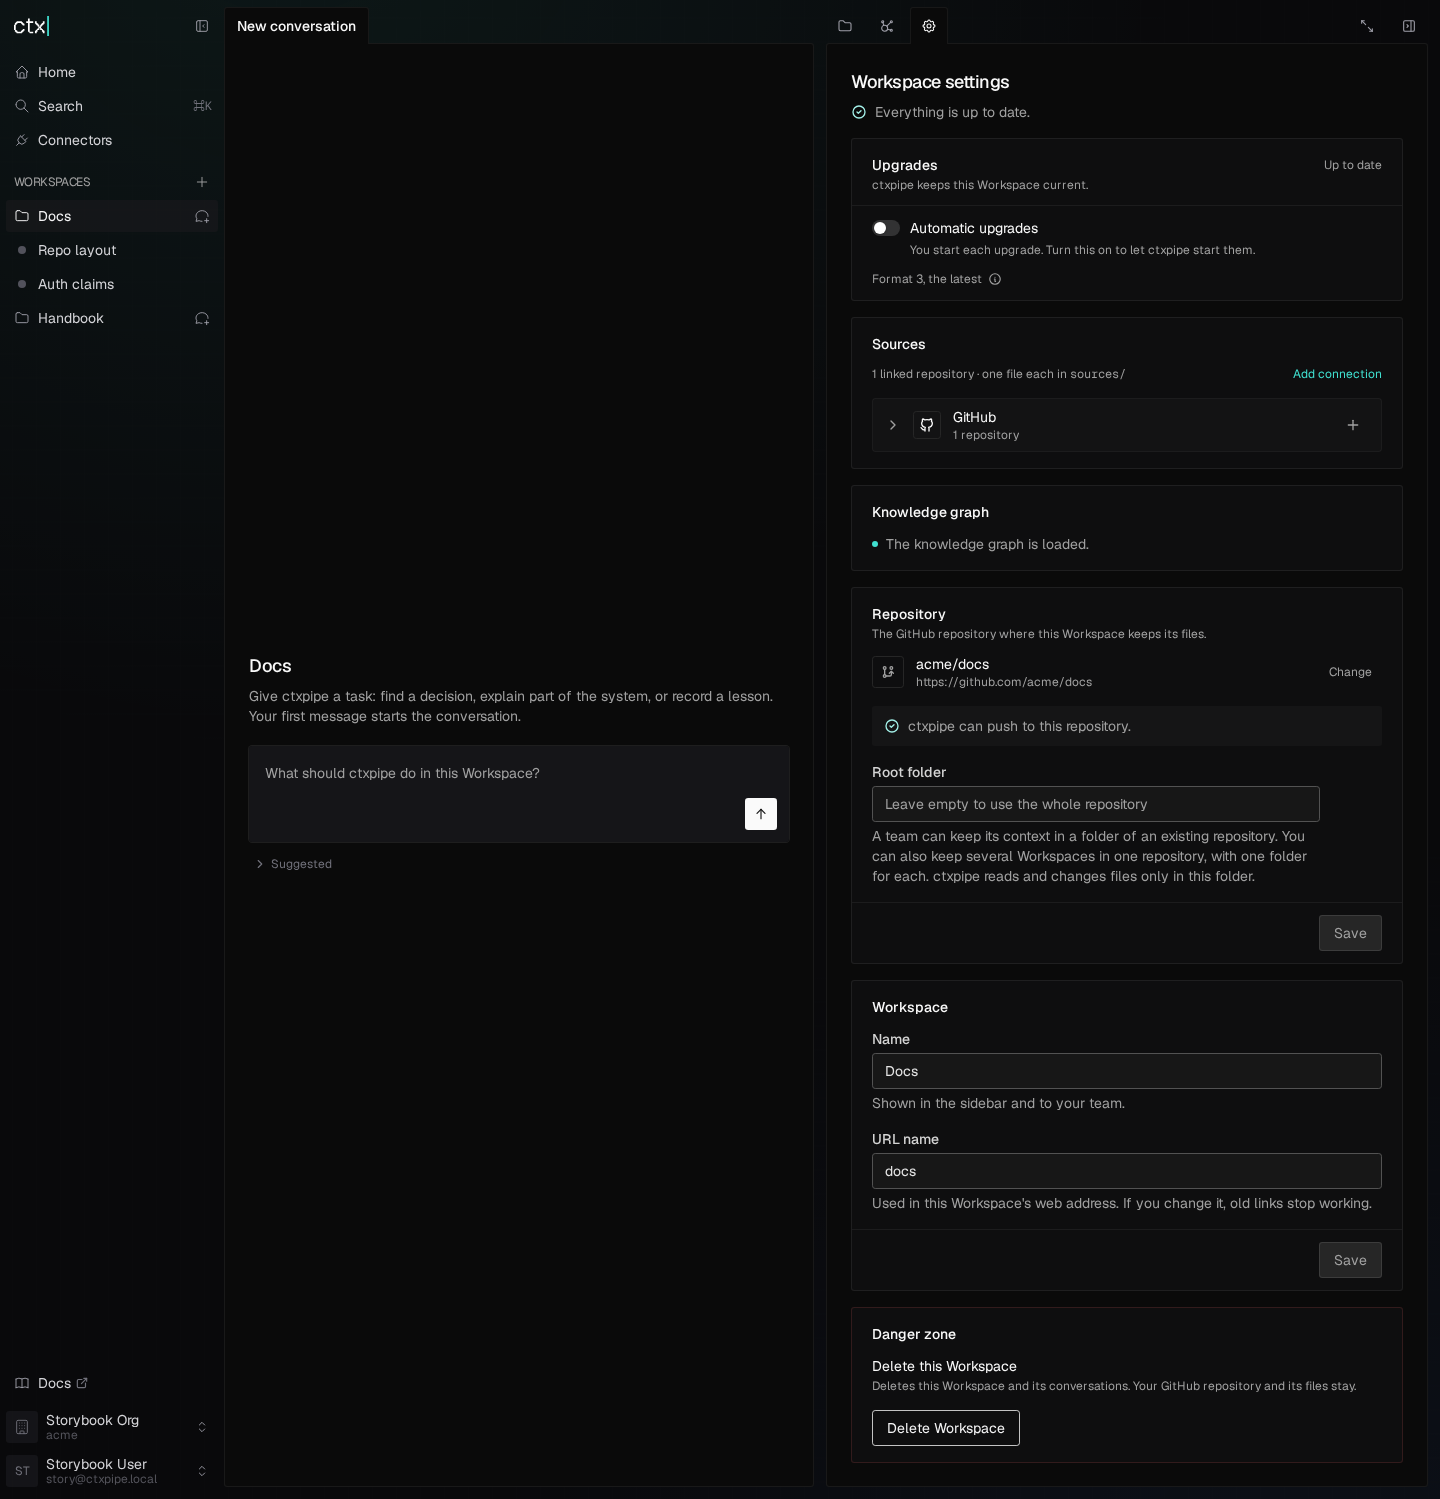 ctx
Home
Search ⌘K
Connectors
WORKSPACES
Docs
Repo layout
Auth claims
Handbook
Docs
Storybook Org
acme
ST
Storybook User
story@ctxpipe.local
New conversation
Docs
Give ctxpipe a task: find a decision, explain part of the system, or record a lesson.
Your first message starts the conversation.
What should ctxpipe do in this Workspace?
Suggested
Workspace settings
Everything is up to date.
Upgrades
Up to date
ctxpipe keeps this Workspace current.
Automatic upgrades
You start each upgrade. Turn this on to let ctxpipe start them.
Format 3, the latest
Sources
1 linked repository · one file each in sources/
Add connection
GitHub
1 repository
Knowledge graph
The knowledge graph is loaded.
Repository
The GitHub repository where this Workspace keeps its files.
acme/docs
https://github.com/acme/docs
Change
ctxpipe can push to this repository.
Root folder
Leave empty to use the whole repository
A team can keep its context in a folder of an existing repository. You
can also keep several Workspaces in one repository, with one folder
for each. ctxpipe reads and changes files only in this folder.
Save
Workspace
Name
Docs
Shown in the sidebar and to your team.
URL name
docs
Used in this Workspace's web address. If you change it, old links stop working.
Save
Danger zone
Delete this Workspace
Deletes this Workspace and its conversations. Your GitHub repository and its files stay.
Delete Workspace